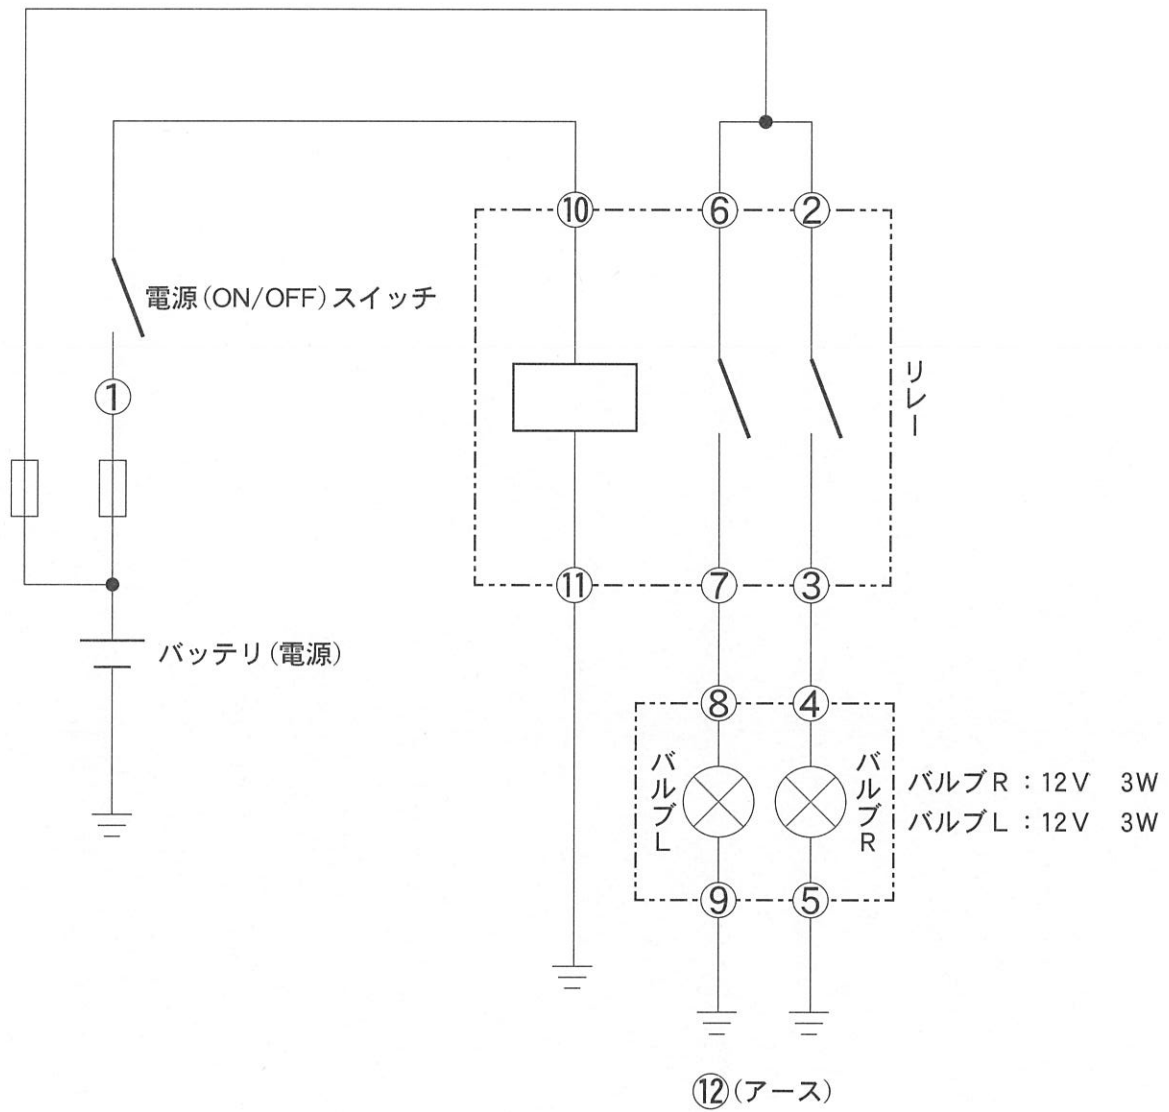 ⑩
⑥
②
電源(ON/OFF)スイッチ
リレー
①
⑪
⑦
③
バッテリ(電源)
⑧
④
バルブL
バルブR
バルブR:12V 3W
バルブL:12V 3W
⑨
⑤
⑫(アース)